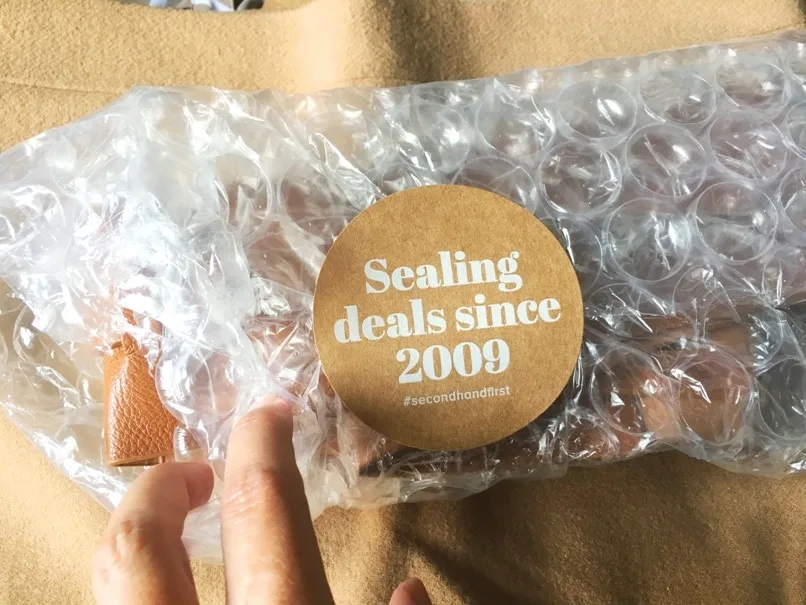 Sealing
deals since
2009
#secondhandfirst